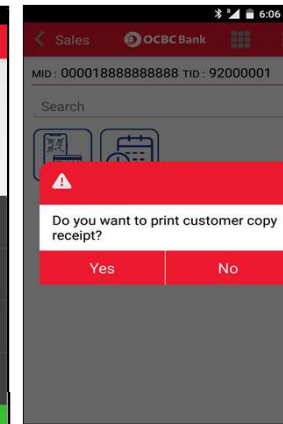 6:06
Sales
OCBC Bank
MID: 000018888888888 TID: 92000001
Search
Do you want to print customer copy
receipt?
Yes
No